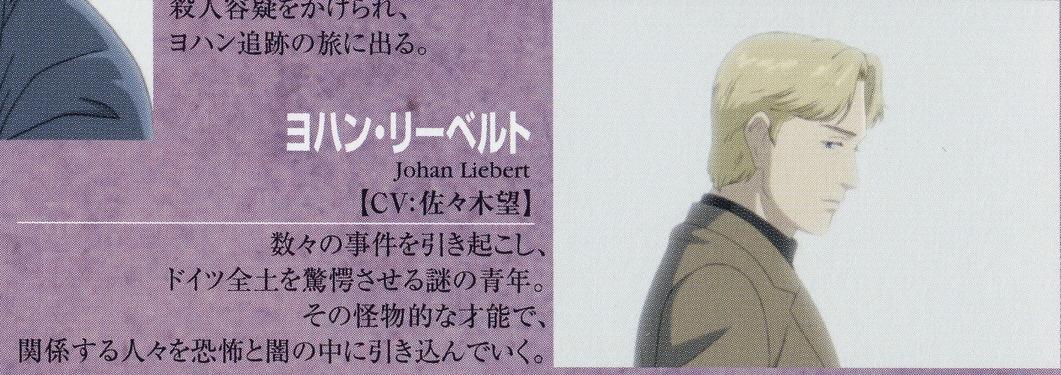 殺人容疑をかけられ、
ヨハン追跡の旅に出る。
ヨハン・リーベルト
Johan Liebert
【CV:佐々木望】
数々の事件を引き起こし、
ドイツ全土を驚愕させる謎の青年。
その怪物的な才能で、
関係する人々を恐怖と闇の中に引き込んでいく。